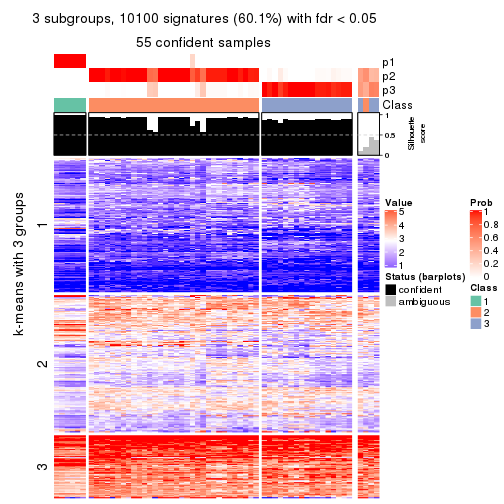 3 subgroups, 10100 signatures (60.1%) with fdr < 0.05
55 confident samples
p1
p2
p3
Class
1
0.5
0
Silhouette
score
k-means with 3 groups
1
2
3
Value
5
4
3
2
1
Status (barplots)
confident
ambiguous
Prob
1
0.8
0.6
0.4
0.2
0
Class
1
2
3